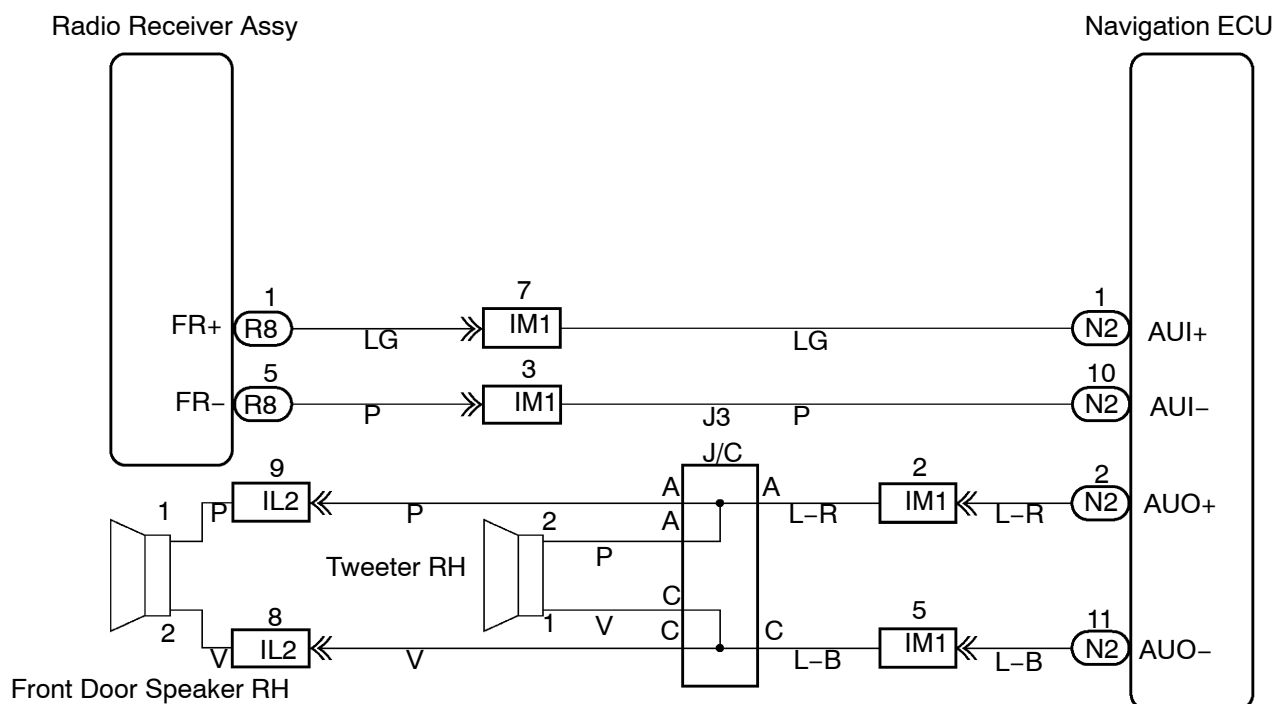 Radio Receiver Assy
Navigation ECU
1
7
1
FR+
R8
IM1
N2
AUI+
LG
LG
5
3
10
FR−
R8
IM1
N2
AUI−
P
J3
P
J/C
9
2
2
1
P
IL2
P
A
A
L−R
IM1
L−R
N2
AUO+
2
A
Tweeter RH
P
C
1
V
2
8
C
C
5
11
V
IL2
V
L−B
IM1
L−B
N2
AUO−
Front Door Speaker RH